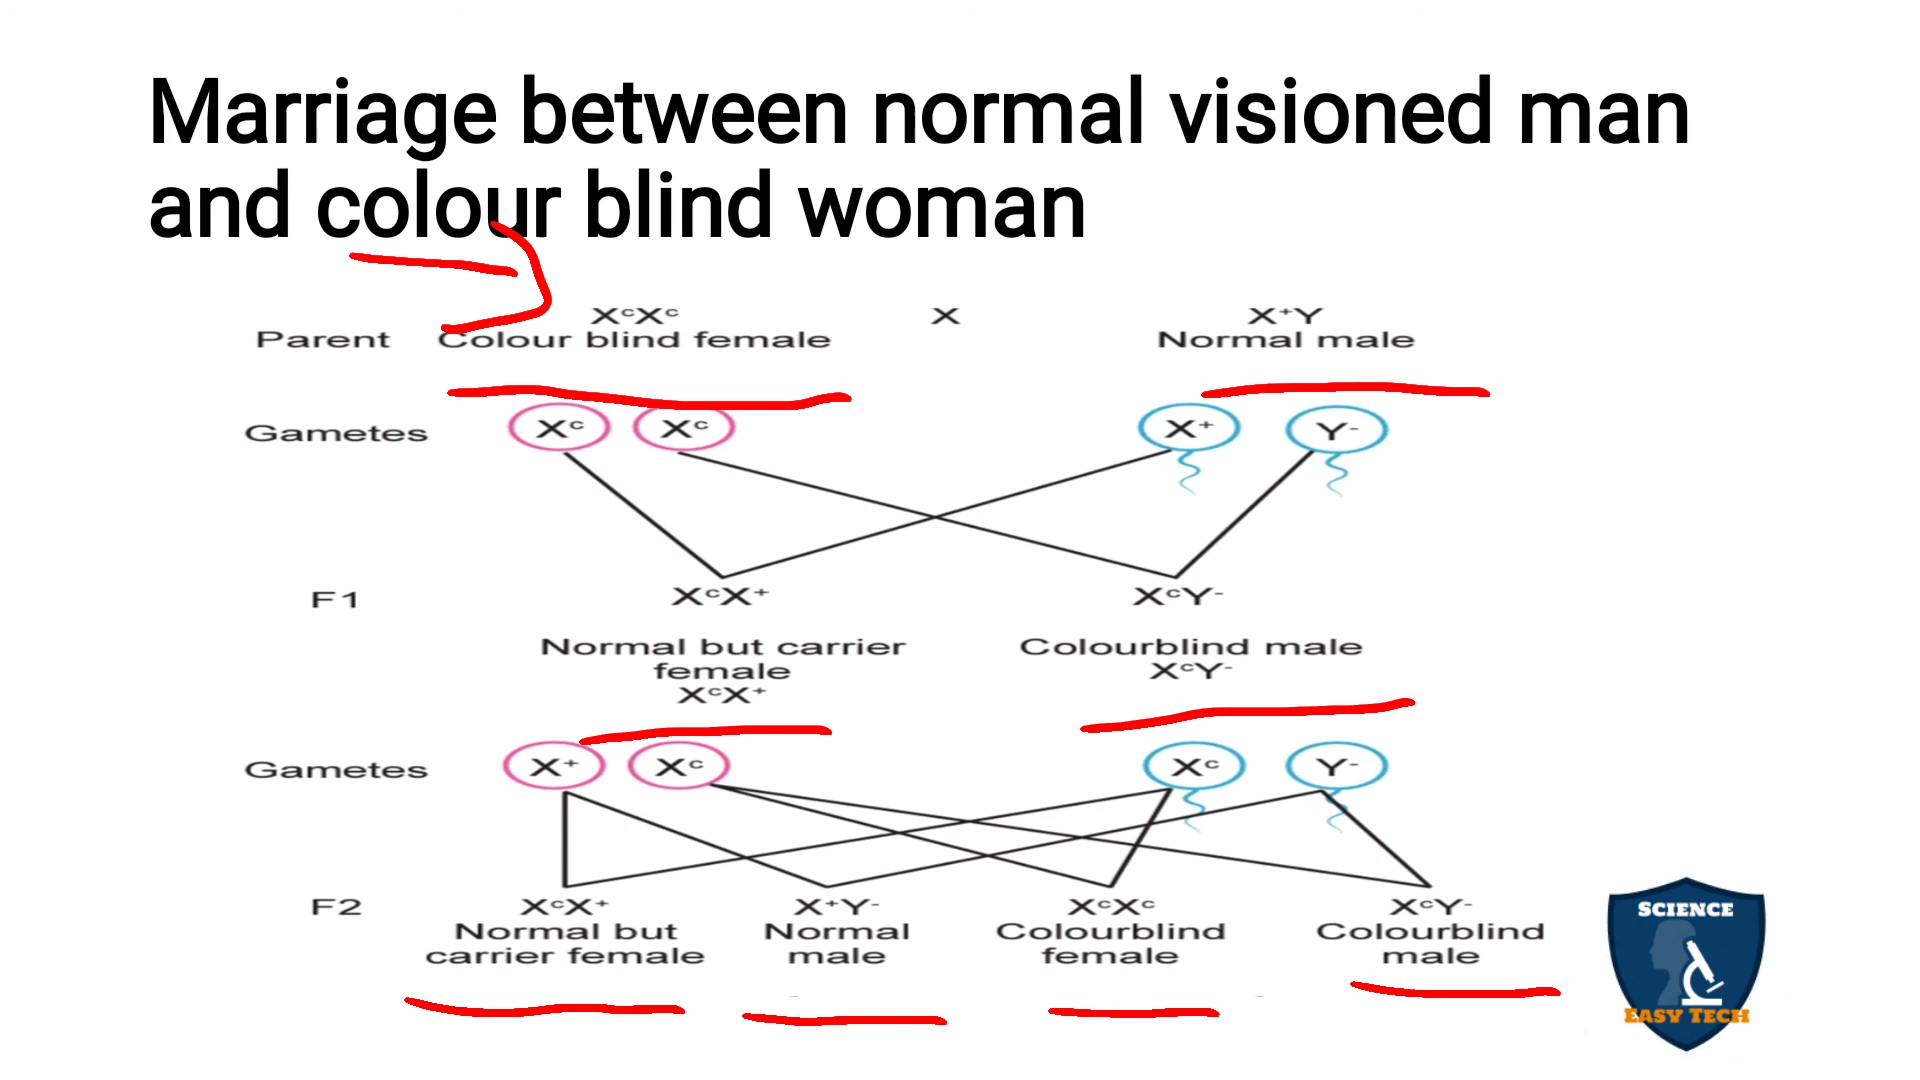 Marriage between normal visioned man
and colour blind woman
XᶜXᶜ X X⁺Y
Parent Colour blind female Normal male
Gametes Xᶜ Xᶜ X⁺ Y⁻
F1 XᶜX⁺ XᶜY⁻
Normal but carrier Colourblind male
female XᶜY⁻
XᶜX⁺
Gametes X⁺ Xᶜ Xᶜ Y⁻
F2 XᶜX⁺ X⁺Y⁻ XᶜXᶜ XᶜY⁻
Normal but Normal Colourblind Colourblind
carrier female male female male
SCIENCE
EASY TECH